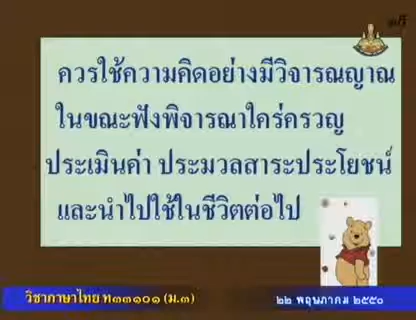 ควรใช้ความคิดอย่างมีวิจารณญาณ
ในขณะฟังพิจารณาใคร่ครวญ
ประเมินค่า ประมวลสาระประโยชน์
และนำไปใช้ในชีวิตต่อไป
วิชาภาษาไทย ท๓๓๑๐๑ (ม.๓)
๒๒ พฤษภาคม ๒๕๕๐